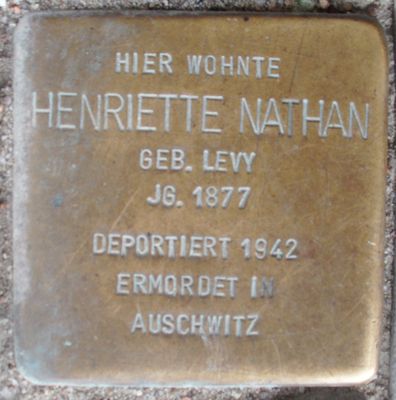 HIER WOHNTE
HENRIETTE NATHAN
GEB. LEVY
JG. 1877
DEPORTIERT 1942
ERMORDET IN
AUSCHWITZ